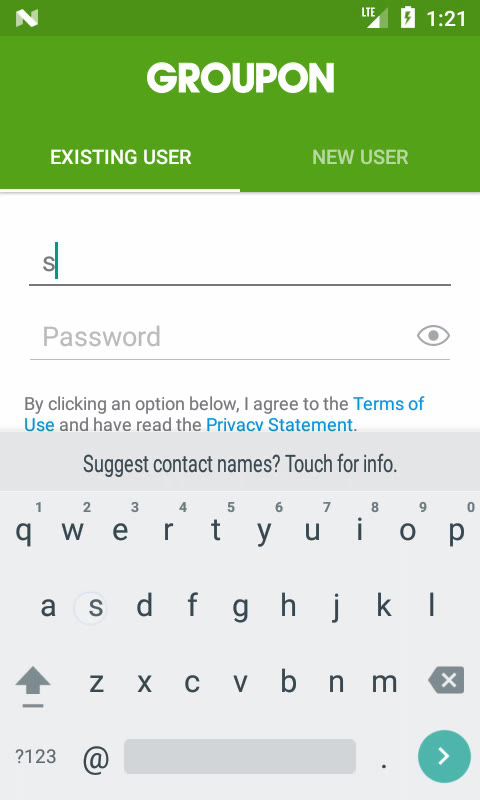 LTE 1:21
GROUPON
EXISTING USER NEW USER
s
Password
By clicking an option below, I agree to the Terms of
Use and have read the Privacy Statement.
Suggest contact names? Touch for info.
1 2 3 4 5 6 7 8 9 0
q w e r t y u i o p
a s d f g h j k l
z x c v b n m
?123 @ .